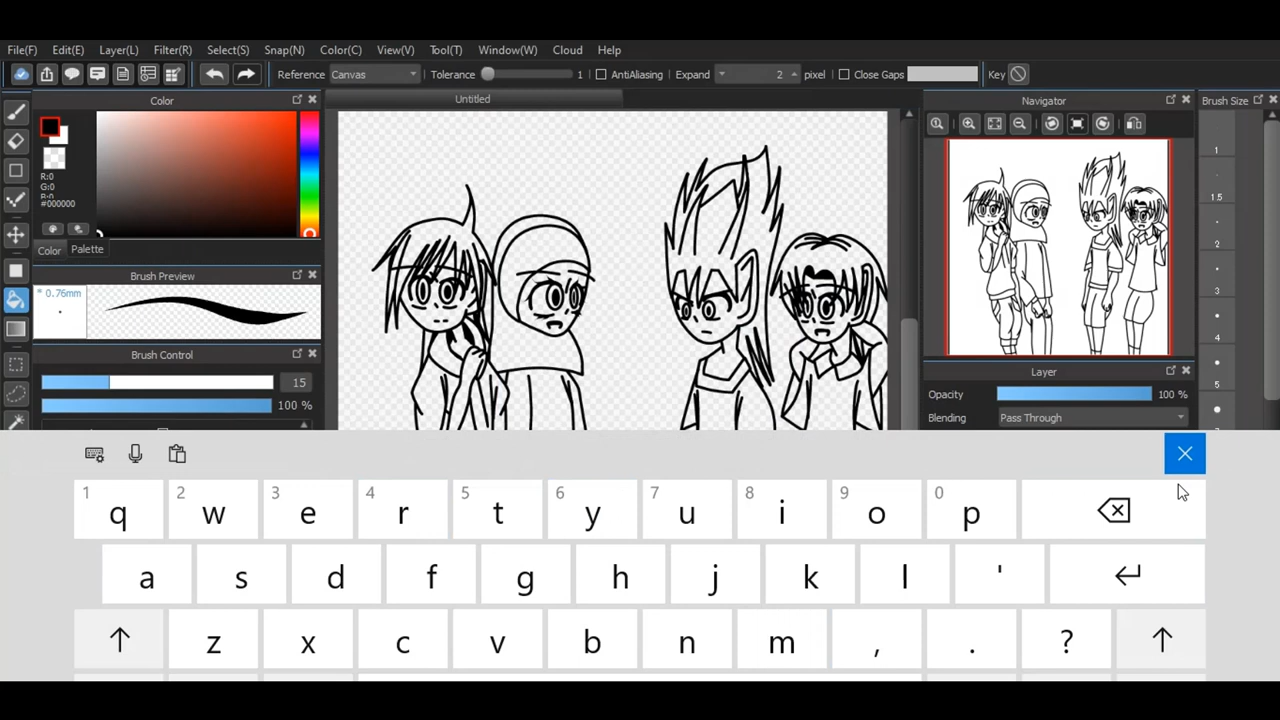 File(F) Edit(E) Layer(L) Filter(R) Select(S) Snap(N) Color(C) View(V) Tool(T) Window(W) Cloud Help
Reference Canvas Tolerance 1 AntiAliasing Expand 2 pixel Close Gaps Key
Color
Untitled
Navigator
Brush Size
R:0
G:0
B:0
#000000
Color Palette
Brush Preview
* 0.76mm
Brush Control
15
100 %
1
1.5
2
3
4
5
7
Layer
Opacity 100 %
Blending Pass Through
1 2 3 4 5 6 7 8 9 0
q w e r t y u i o p
a s d f g h j k l '
z x c v b n m , . ?